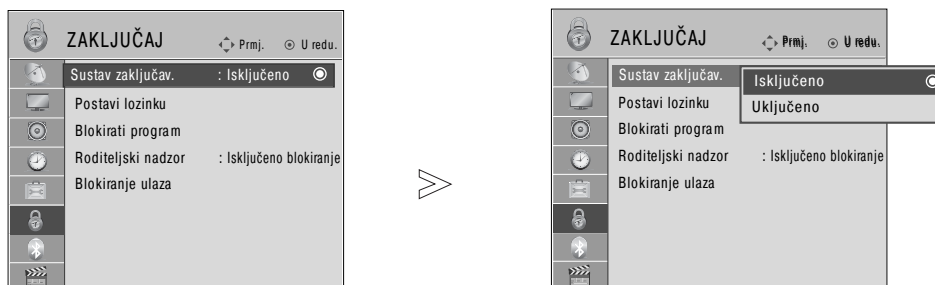 ZAKLJUČAJ Prmj. U redu.
Sustav zaključav. : Isključeno
Postavi lozinku
Blokirati program
Roditeljski nadzor : Isključeno blokiranje
Blokiranje ulaza
ZAKLJUČAJ Prmj. U redu.
Sustav zaključav. Isključeno
Uključeno
Postavi lozinku
Blokirati program
Roditeljski nadzor : Isključeno blokiranje
Blokiranje ulaza